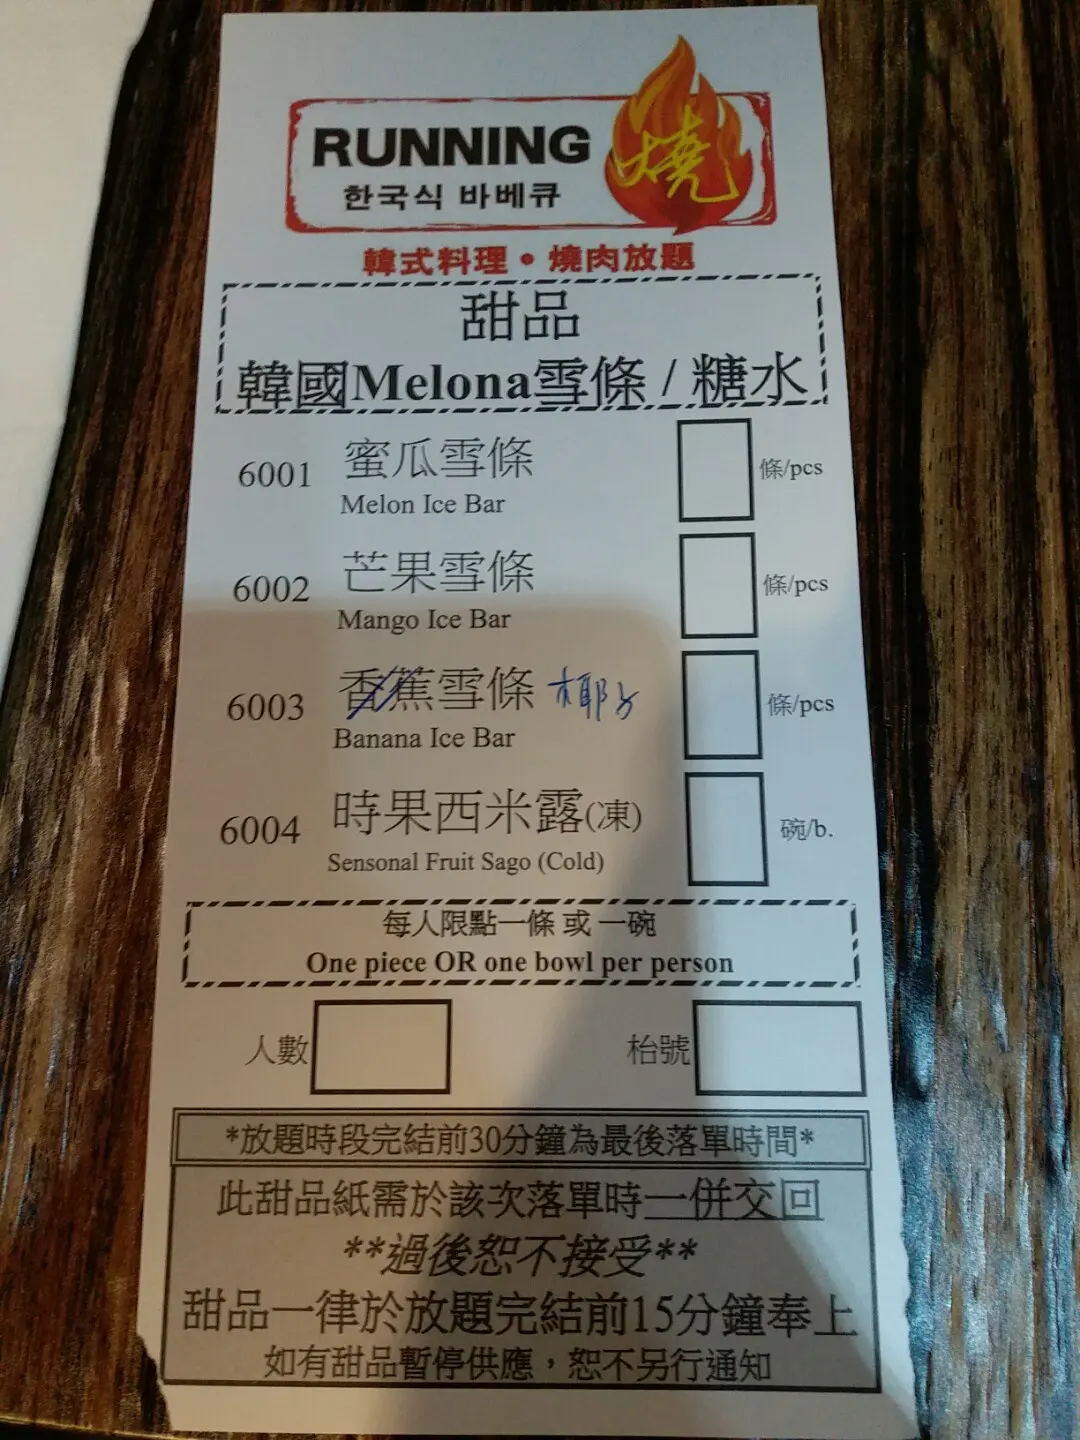 RUNNING 燒
한국식 바베큐
韓式料理•燒肉放題
甜品
韓國Melona雪條 / 糖水
6001 蜜瓜雪條 條/pcs
Melon Ice Bar
6002 芒果雪條 條/pcs
Mango Ice Bar
6003 香蕉雪條 椰子 條/pcs
Banana Ice Bar
6004 時果西米露(凍) 碗/b.
Sensonal Fruit Sago (Cold)
每人限點一條 或 一碗
One piece OR one bowl per person
人數 枱號
*放題時段完結前30分鐘為最後落單時間*
此甜品紙需於該次落單時一併交回
**過後恕不接受**
甜品一律於放題完結前15分鐘奉上
如有甜品暫停供應，恕不另行通知